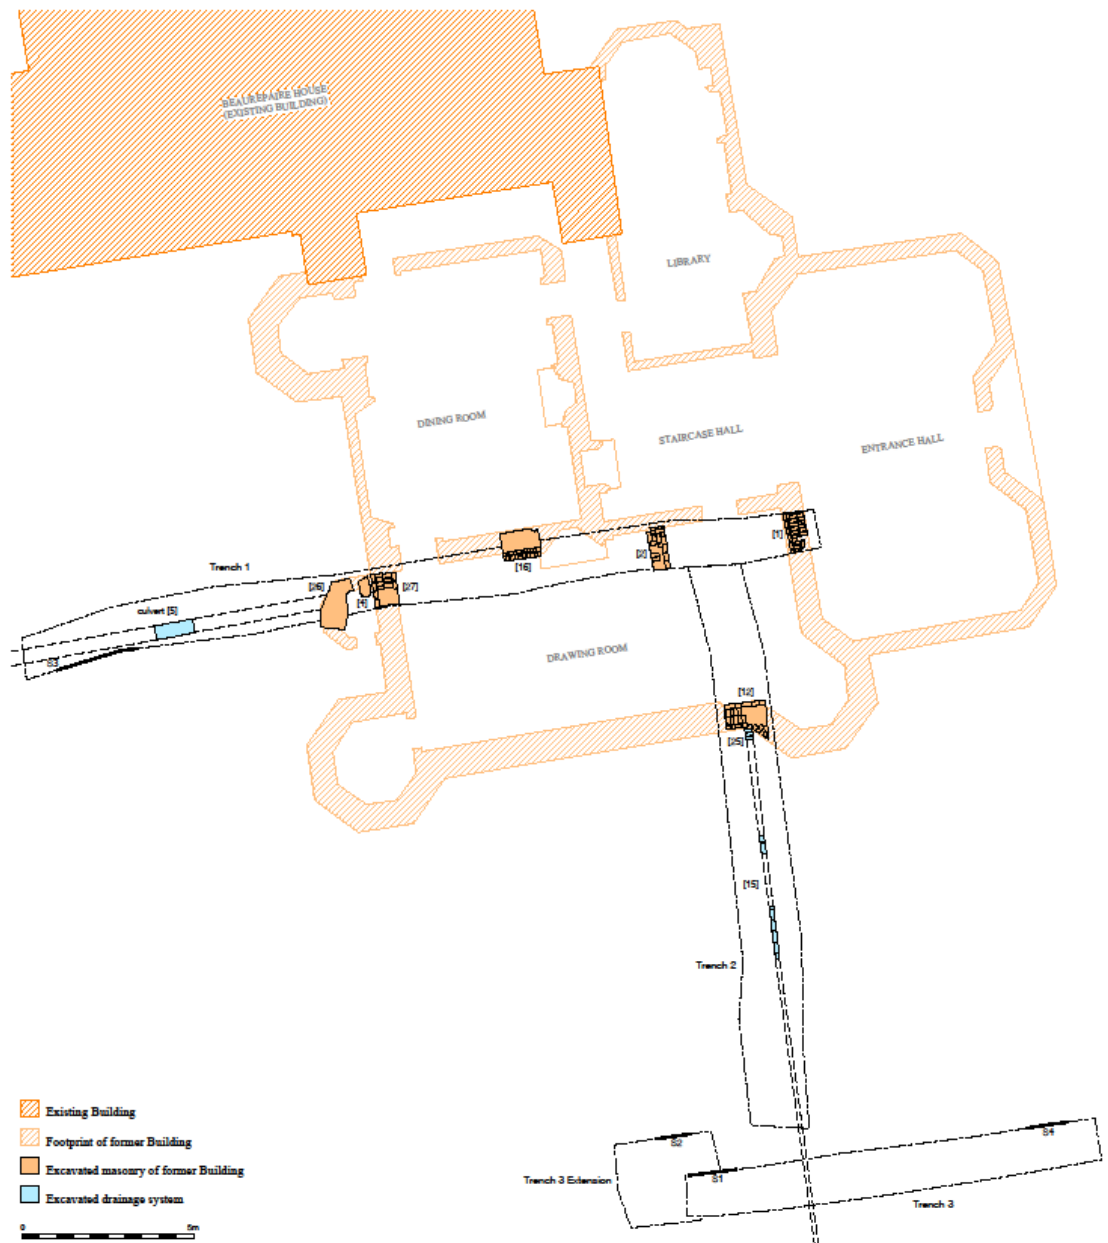 BEAUREPAIRE HOUSE
(EXISTING BUILDING)
LIBRARY
DINING ROOM
STAIRCASE HALL
ENTRANCE HALL
[1]
[2]
[16]
Trench 1
[26]
[4]
[27]
culvert [5]
S3
DRAWING ROOM
[12]
[25]
[15]
Trench 2
Existing Building
Footprint of former Building
Excavated masonry of former Building
Excavated drainage system
0 5m
S2
S4
S1
Trench 3 Extension
Trench 3